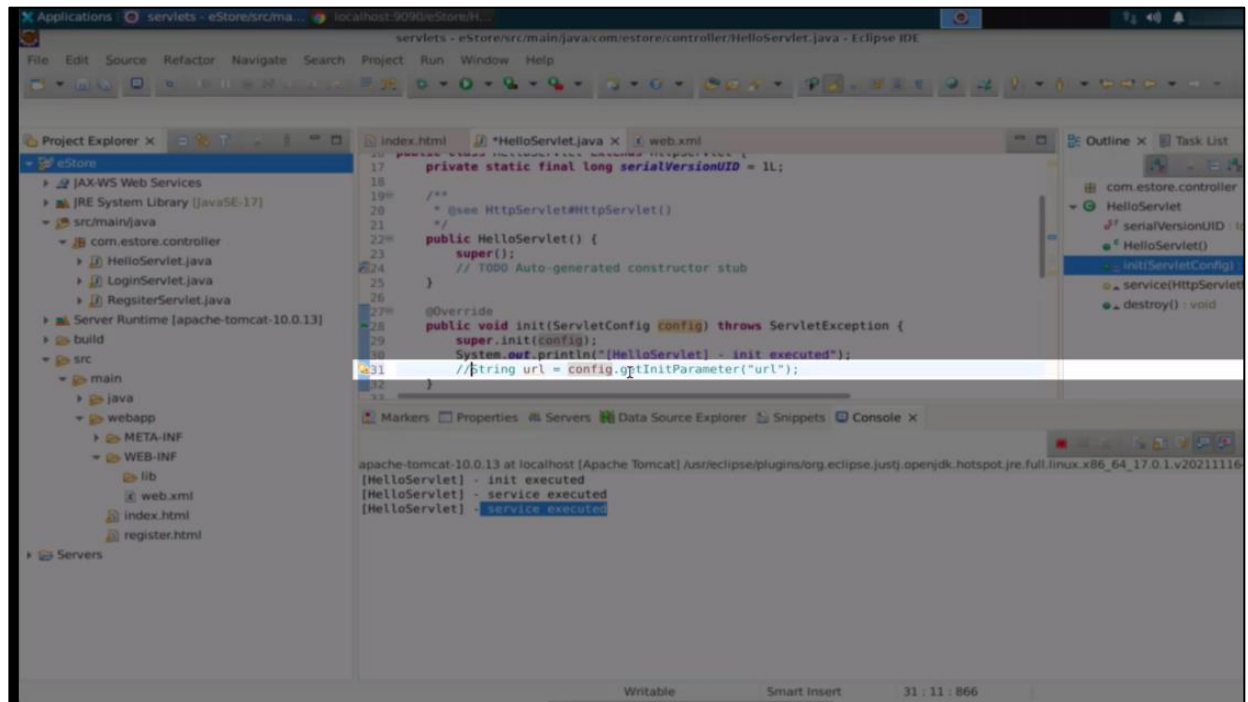 Applications servlets - eStore/src/ma... localhost:9090/eStore/H...
servlets - eStore/src/main/java/com/estore/controller/HelloServlet.java - Eclipse IDE
File Edit Source Refactor Navigate Search Project Run Window Help
Project Explorer
eStore
JAX-WS Web Services
JRE System Library [JavaSE-17]
src/main/java
com.estore.controller
HelloServlet.java
LoginServlet.java
RegsiterServlet.java
Server Runtime [apache-tomcat-10.0.13]
build
src
main
java
webapp
META-INF
WEB-INF
lib
web.xml
index.html
register.html
Servers
index.html *HelloServlet.java web.xml
16 public class HelloServlet extends HttpServlet {
17 private static final long serialVersionUID = 1L;
18
19 /**
20 * @see HttpServlet#HttpServlet()
21 */
22 public HelloServlet() {
23 super();
24 // TODO Auto-generated constructor stub
25 }
26
27 @Override
28 public void init(ServletConfig config) throws ServletException {
29 super.init(config);
30 System.out.println("[HelloServlet] - init executed");
31 //String url = config.getInitParameter("url");
32 }
33
Outline Task List
com.estore.controller
HelloServlet
serialVersionUID : lo
HelloServlet()
init(ServletConfig) :
service(HttpServlet
destroy() : void
Markers Properties Servers Data Source Explorer Snippets Console
apache-tomcat-10.0.13 at localhost [Apache Tomcat] /usr/eclipse/plugins/org.eclipse.justj.openjdk.hotspot.jre.full.linux.x86_64_17.0.1.v20211116-
[HelloServlet] - init executed
[HelloServlet] - service executed
[HelloServlet] - service executed
Writable Smart Insert 31 : 11 : 866